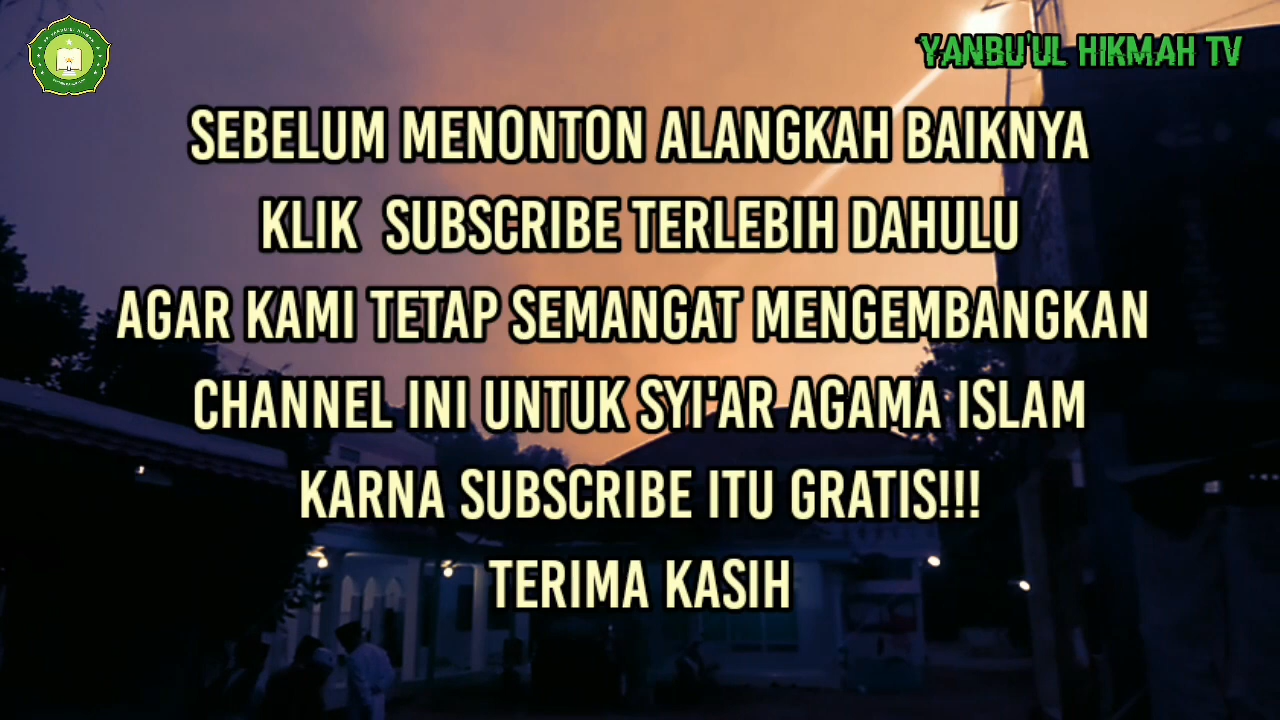 YANBU'UL HIKMAH TV
SEBELUM MENONTON ALANGKAH BAIKNYA
KLIK SUBSCRIBE TERLEBIH DAHULU
AGAR KAMI TETAP SEMANGAT MENGEMBANGKAN
CHANNEL INI UNTUK SYI'AR AGAMA ISLAM
KARNA SUBSCRIBE ITU GRATIS!!!
TERIMA KASIH